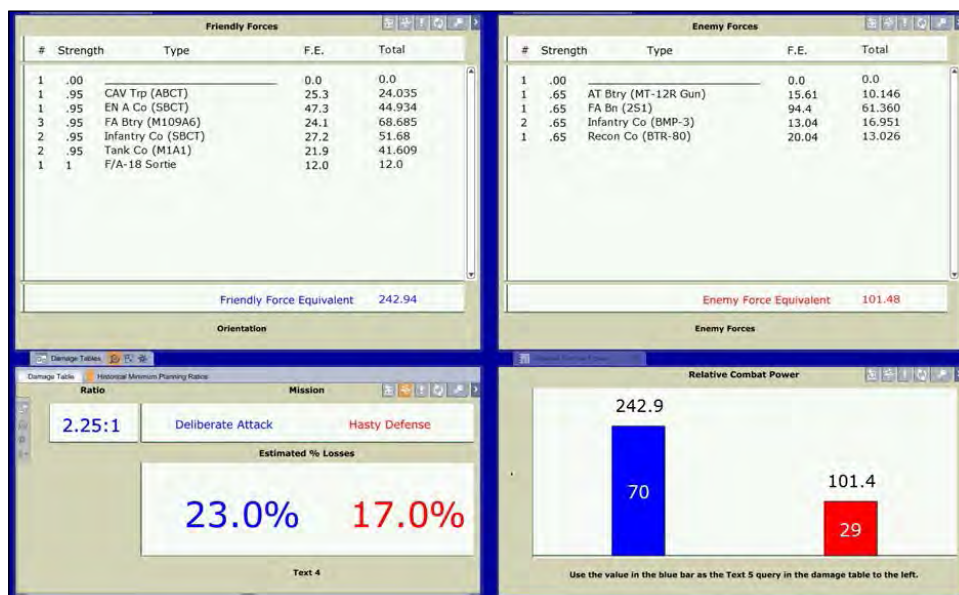 Friendly Forces
# Strength Type F.E. Total
1 .00 0.0 0.0
1 .95 CAV Trp (ABCT) 25.3 24.035
1 .95 EN A Co (SBCT) 47.3 44.934
3 .95 FA Btry (M109A6) 24.1 68.685
2 .95 Infantry Co (SBCT) 27.2 51.68
2 .95 Tank Co (M1A1) 21.9 41.609
1 1 F/A-18 Sortie 12.0 12.0
Friendly Force Equivalent 242.94
Orientation
Enemy Forces
# Strength Type F.E. Total
1 .00 0.0 0.0
1 .65 AT Btry (MT-12R Gun) 15.61 10.146
1 .65 FA Bn (2S1) 94.4 61.360
2 .65 Infantry Co (BMP-3) 13.04 16.951
1 .65 Recon Co (BTR-80) 20.04 13.026
Enemy Force Equivalent 101.48
Enemy Forces
Damage Tables
Damage Table Historical Minimum Planning Ratios
Ratio Mission
2.25:1 Deliberate Attack Hasty Defense
Estimated % Losses
23.0% 17.0%
Text 4
Relative Combat Power
242.9
70
101.4
29
Use the value in the blue bar as the Text 5 query in the damage table to the left.